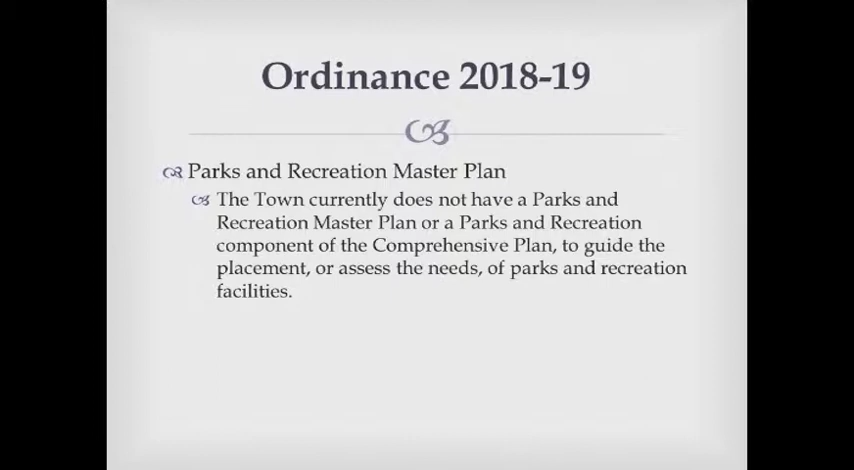 Ordinance 2018-19
Parks and Recreation Master Plan
The Town currently does not have a Parks and
Recreation Master Plan or a Parks and Recreation
component of the Comprehensive Plan, to guide the
placement, or assess the needs, of parks and recreation
facilities.